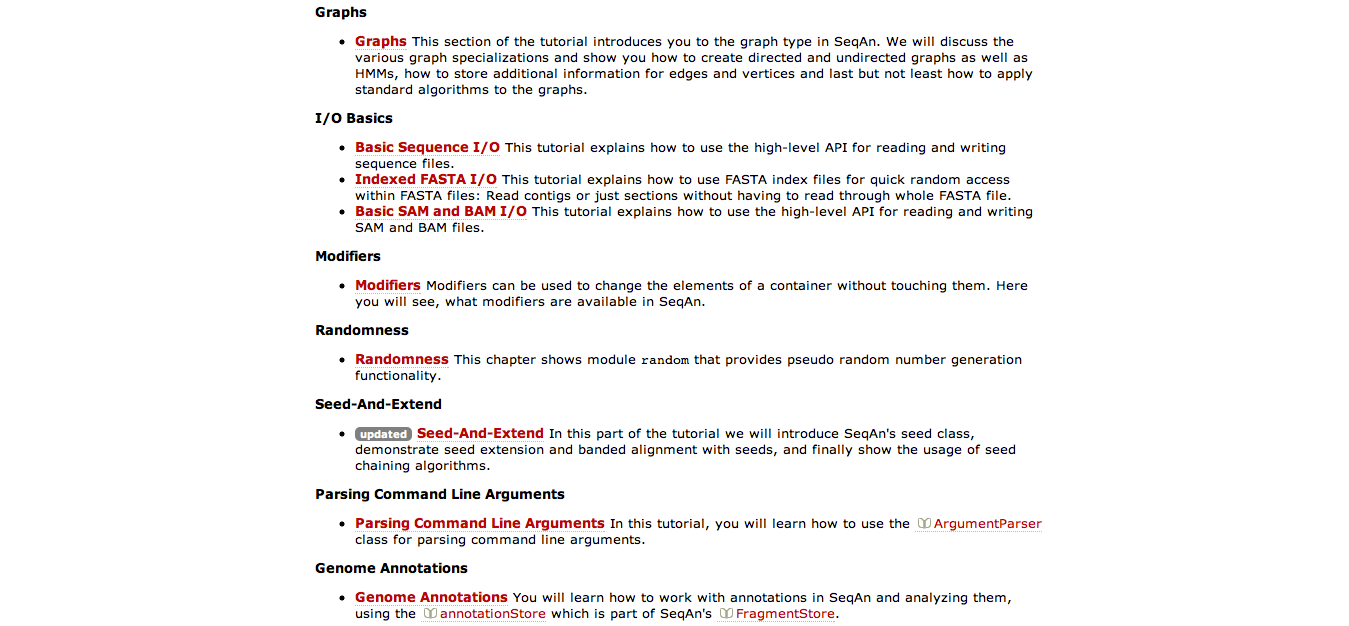 Graphs
Graphs This section of the tutorial introduces you to the graph type in SeqAn. We will discuss the
various graph specializations and show you how to create directed and undirected graphs as well as
HMMs, how to store additional information for edges and vertices and last but not least how to apply
standard algorithms to the graphs.
I/O Basics
Basic Sequence I/O This tutorial explains how to use the high-level API for reading and writing
sequence files.
Indexed FASTA I/O This tutorial explains how to use FASTA index files for quick random access
within FASTA files: Read contigs or just sections without having to read through whole FASTA file.
Basic SAM and BAM I/O This tutorial explains how to use the high-level API for reading and writing
SAM and BAM files.
Modifiers
Modifiers Modifiers can be used to change the elements of a container without touching them. Here
you will see, what modifiers are available in SeqAn.
Randomness
Randomness This chapter shows module random that provides pseudo random number generation
functionality.
Seed-And-Extend
updated Seed-And-Extend In this part of the tutorial we will introduce SeqAn's seed class,
demonstrate seed extension and banded alignment with seeds, and finally show the usage of seed
chaining algorithms.
Parsing Command Line Arguments
Parsing Command Line Arguments In this tutorial, you will learn how to use the ArgumentParser
class for parsing command line arguments.
Genome Annotations
Genome Annotations You will learn how to work with annotations in SeqAn and analyzing them,
using the annotationStore which is part of SeqAn's FragmentStore.